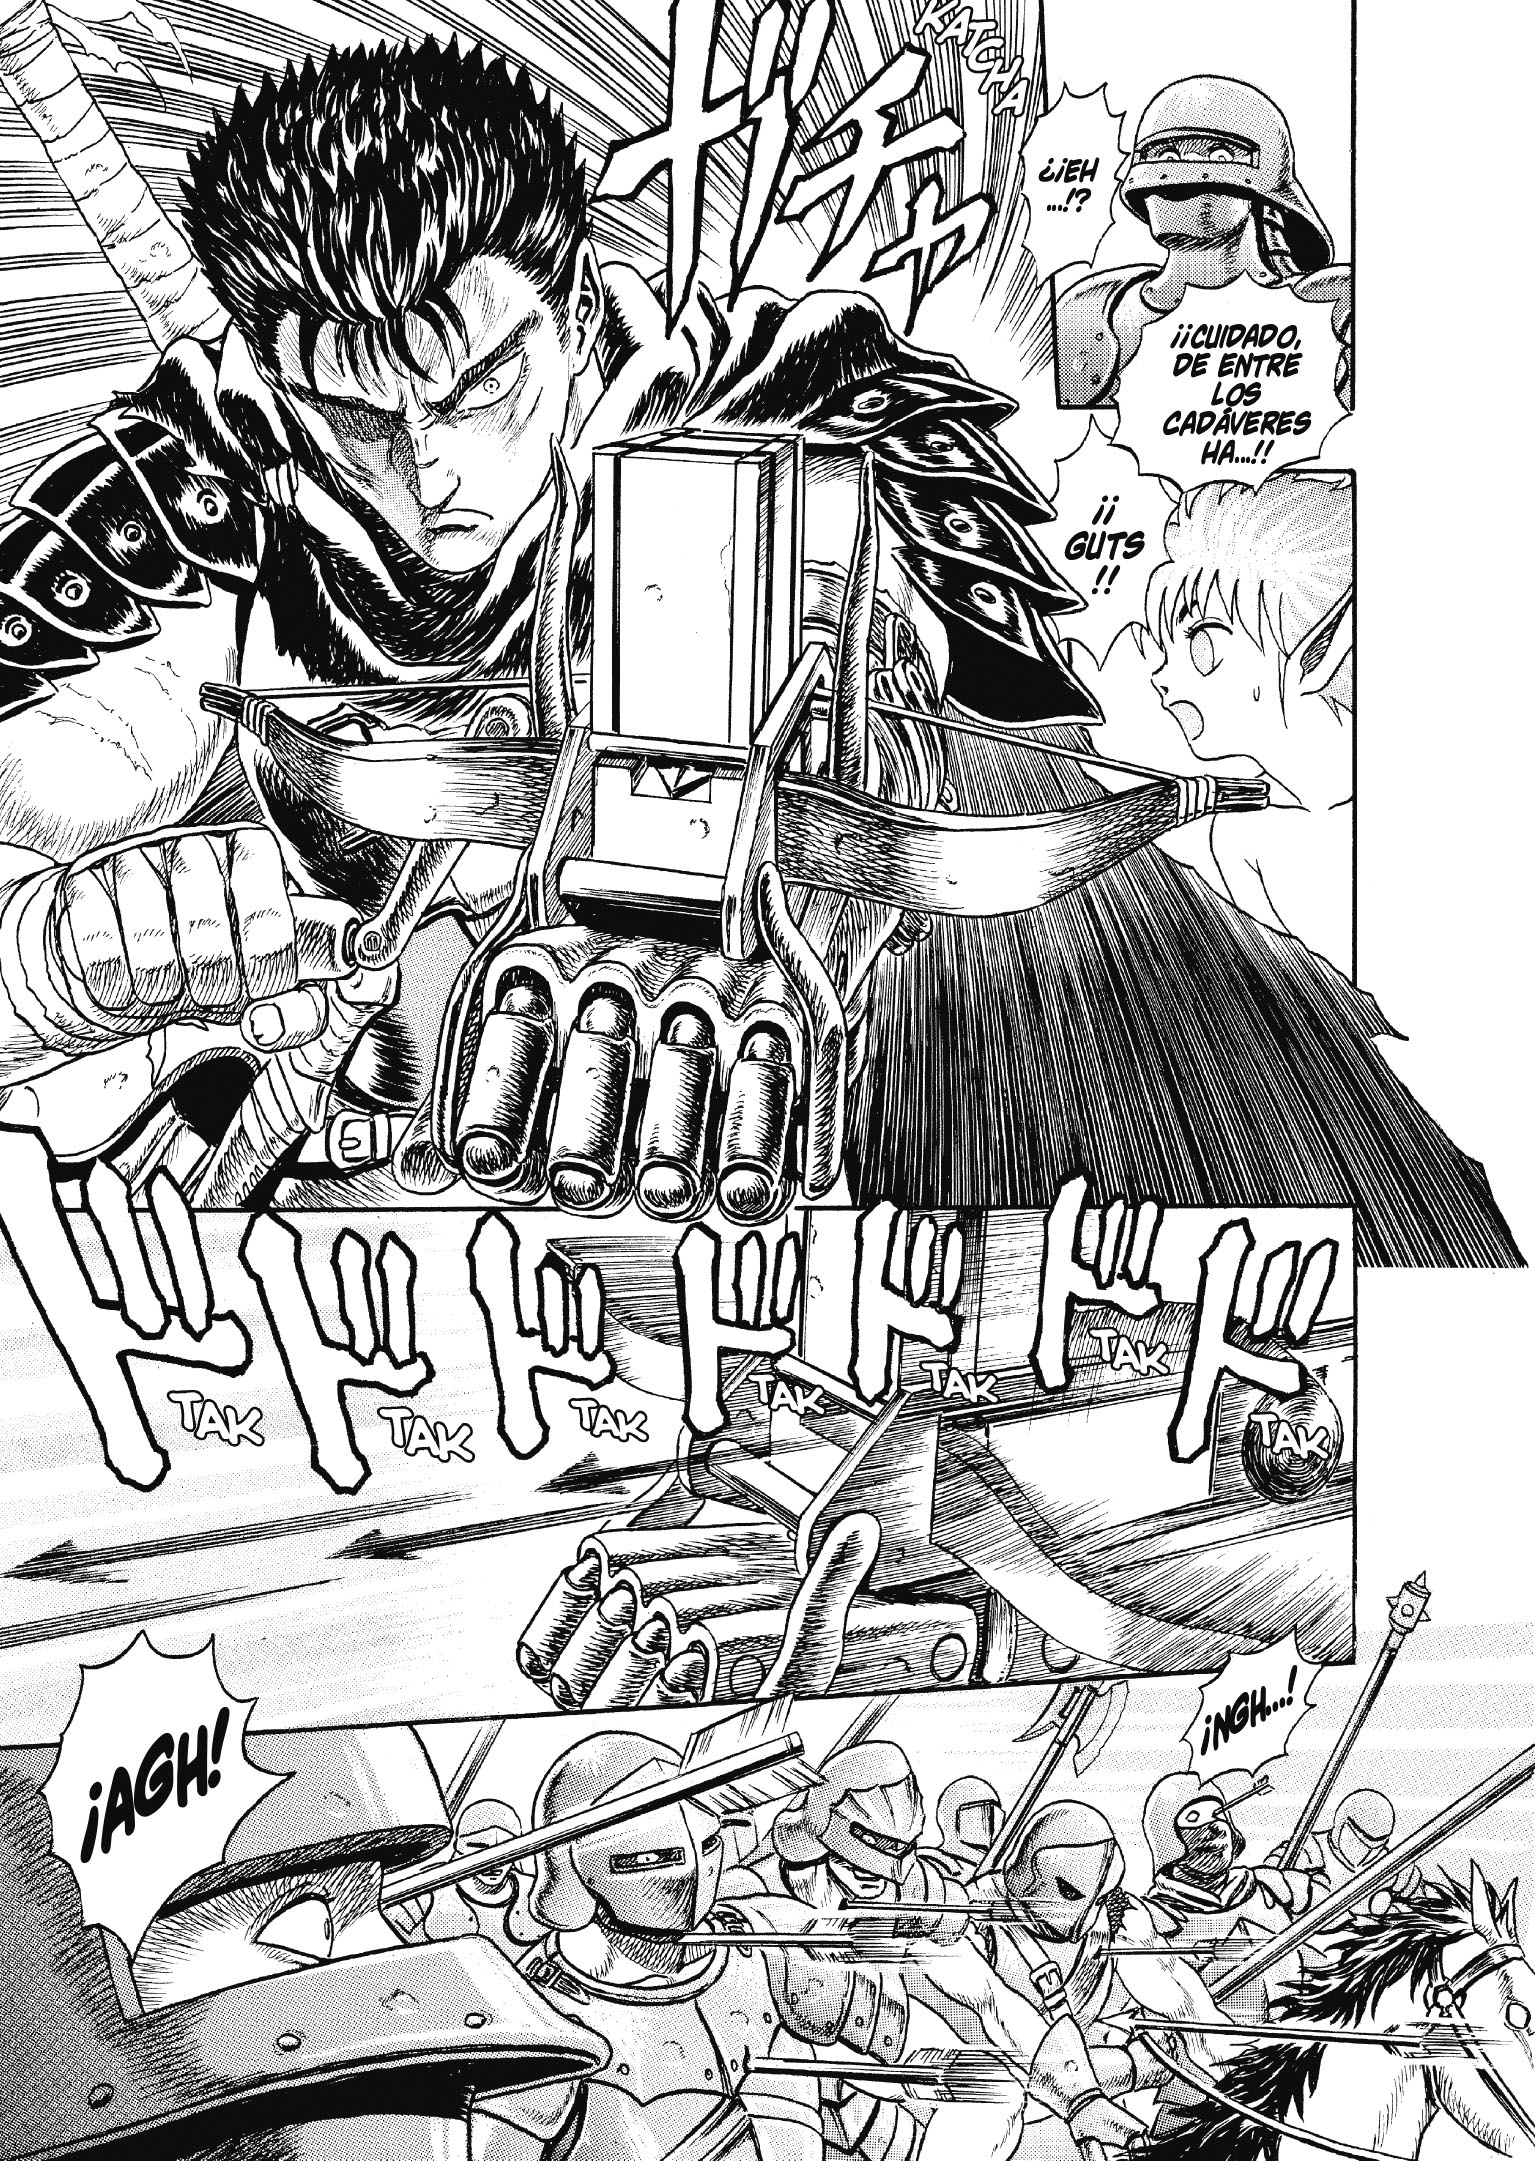 ¿¡EH
...!?
¡¡CUIDADO,
DE ENTRE
LOS
CADÁVERES
HA...!!
¡¡
GUTS
!!
ガチャ
KATCHA
ドドドドドドド
TAK
TAK
TAK
TAK
TAK
TAK
TAK
¡NGH...!
¡AGH!